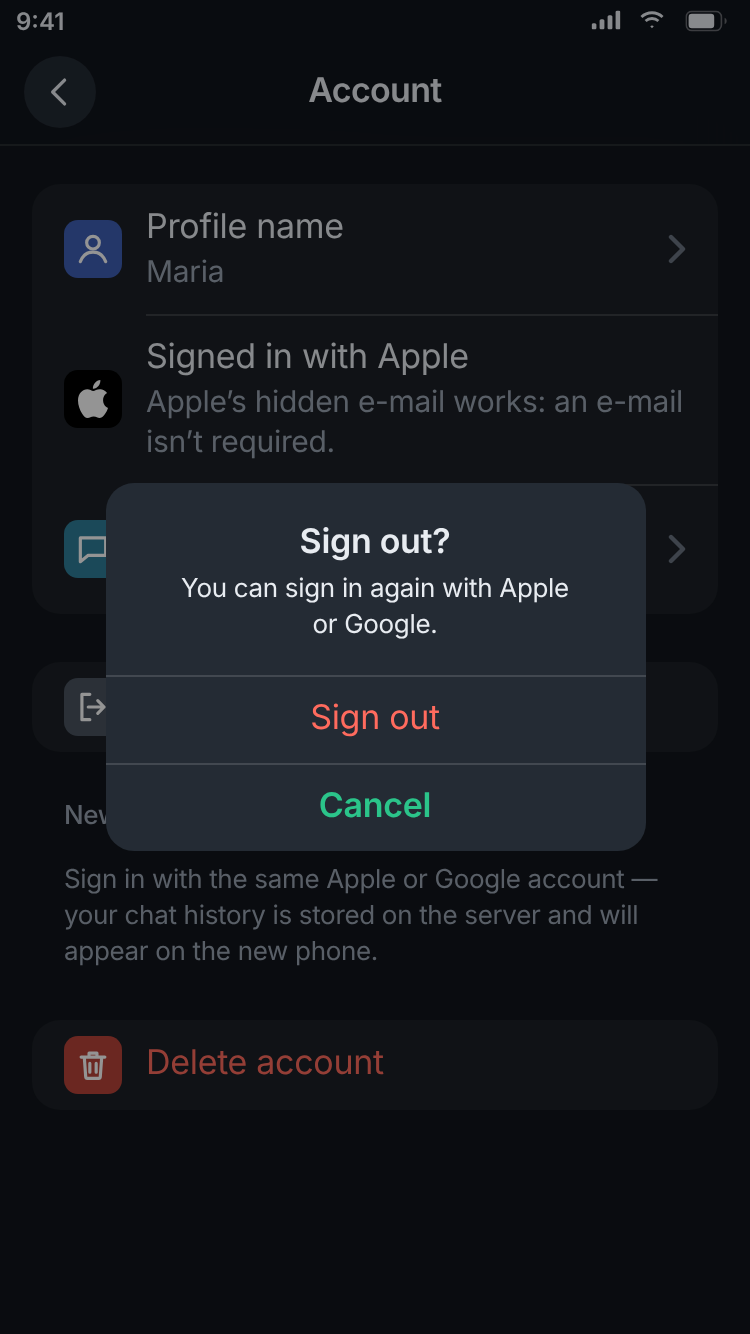 9:41
Account
Profile name
Maria
Signed in with Apple
Apple’s hidden e-mail works: an e-mail
isn’t required.
Sign out?
You can sign in again with Apple
or Google.
Sign out
Cancel
Sign in with the same Apple or Google account —
your chat history is stored on the server and will
appear on the new phone.
Delete account